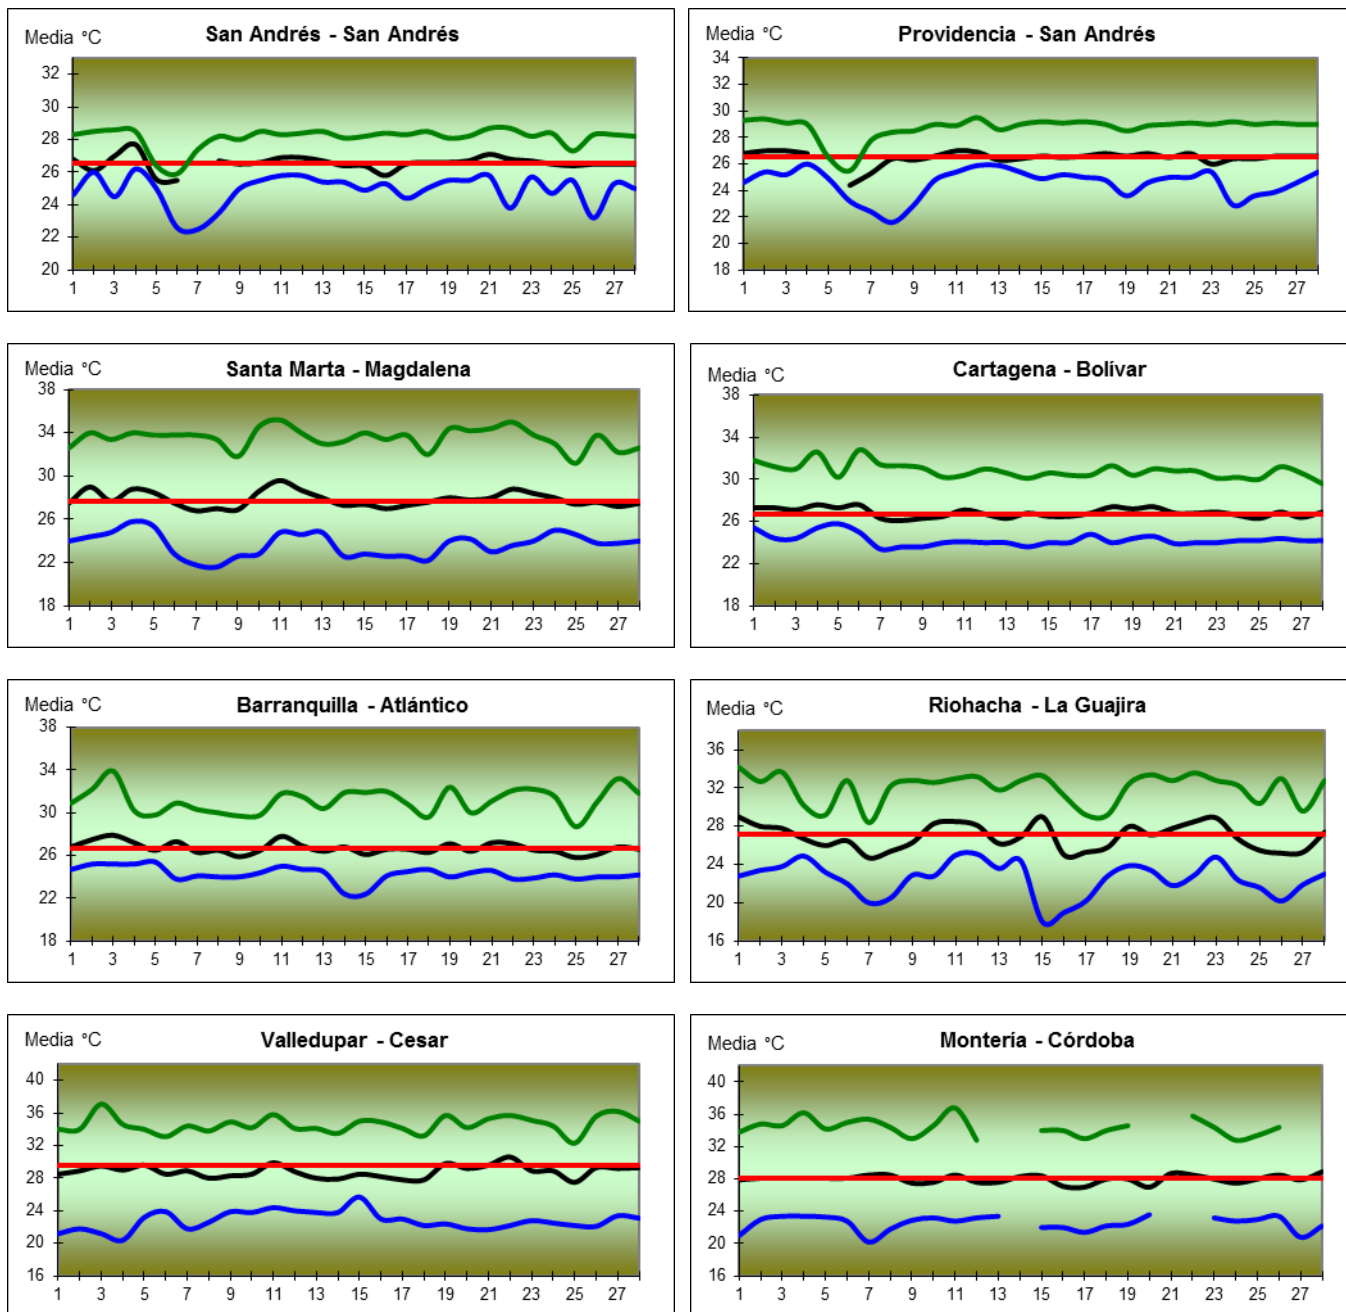 Media °C
San Andrés - San Andrés
32
30
28
26
24
22
20
1 3 5 7 9 11 13 15 17 19 21 23 25 27
Media °C
Providencia - San Andrés
34
32
30
28
26
24
22
20
18
1 3 5 7 9 11 13 15 17 19 21 23 25 27
Media °C
Santa Marta - Magdalena
38
34
30
26
22
18
1 3 5 7 9 11 13 15 17 19 21 23 25 27
Media °C
Cartagena - Bolívar
38
34
30
26
22
18
1 3 5 7 9 11 13 15 17 19 21 23 25 27
Media °C
Barranquilla - Atlántico
38
34
30
26
22
18
1 3 5 7 9 11 13 15 17 19 21 23 25 27
Media °C
Riohacha - La Guajira
36
32
28
24
20
16
1 3 5 7 9 11 13 15 17 19 21 23 25 27
Media °C
Valledupar - Cesar
40
36
32
28
24
20
16
1 3 5 7 9 11 13 15 17 19 21 23 25 27
Media °C
Montería - Córdoba
40
36
32
28
24
20
16
1 3 5 7 9 11 13 15 17 19 21 23 25 27